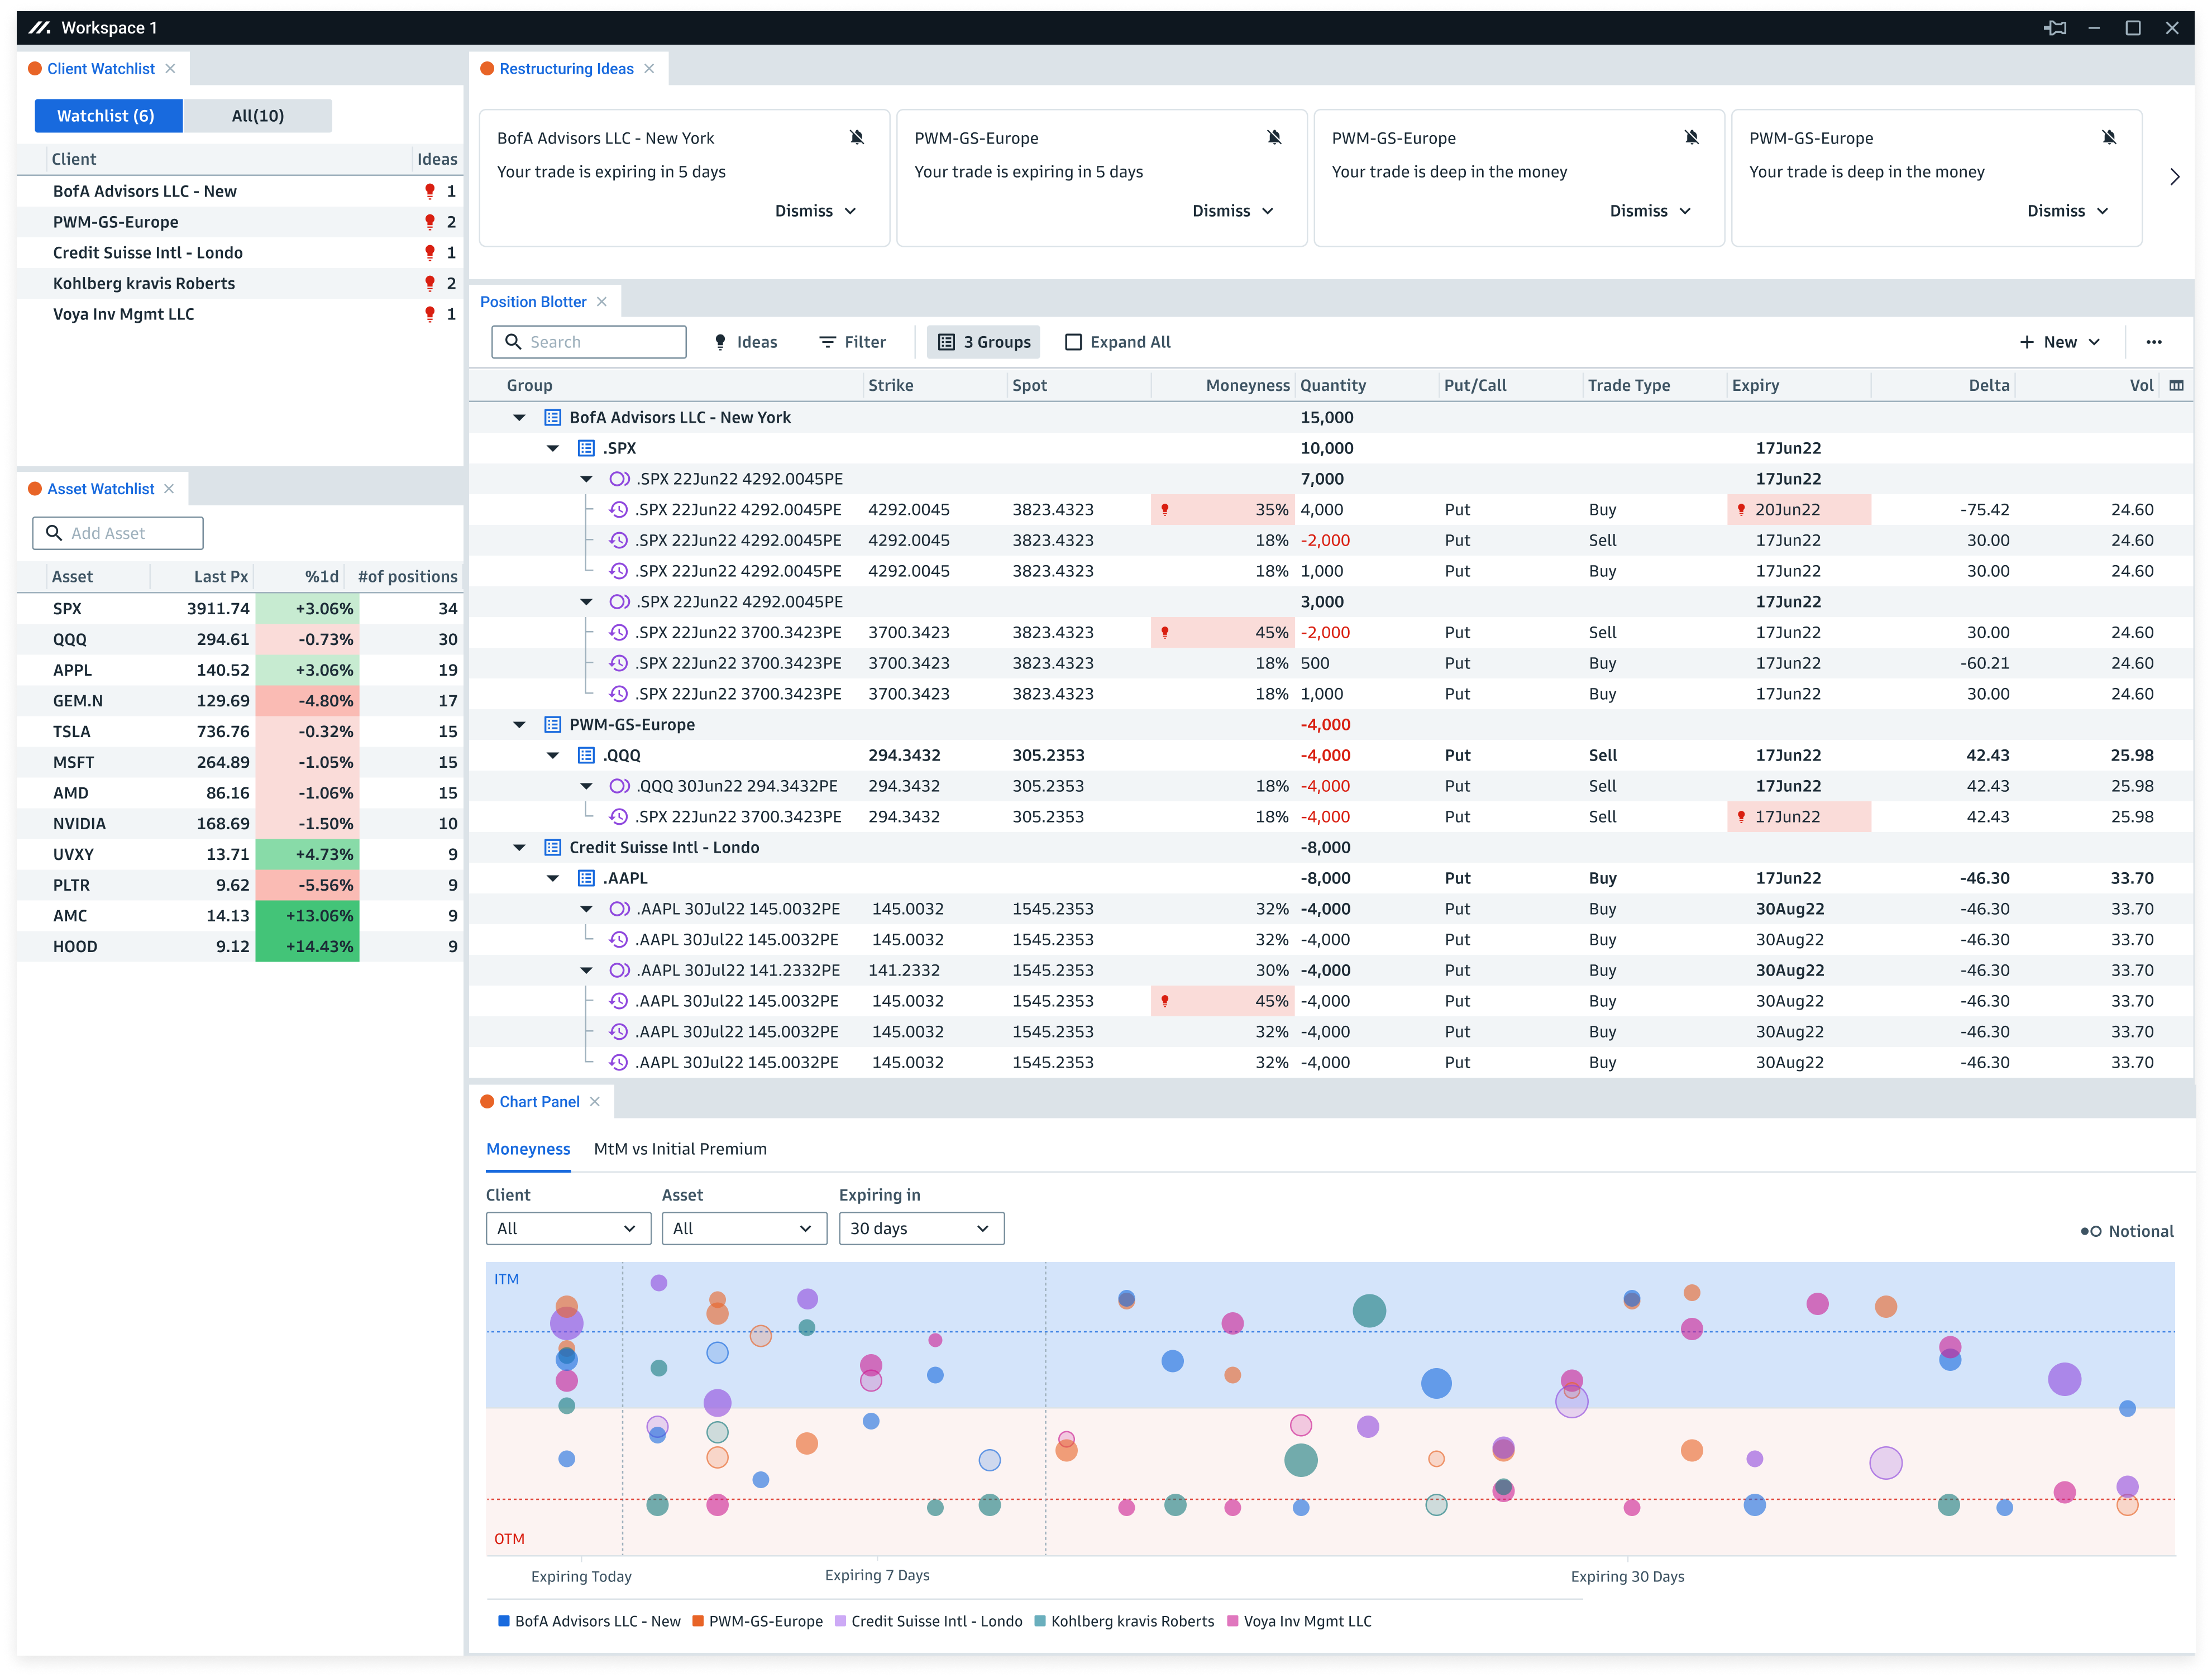 Workspace 1
Client Watchlist
Watchlist (6) All(10)
Client Ideas
BofA Advisors LLC - New 1
PWM-GS-Europe 2
Credit Suisse Intl - Londo 1
Kohlberg kravis Roberts 2
Voya Inv Mgmt LLC 1
Asset Watchlist
Add Asset
Asset Last Px %1d #of positions
SPX 3911.74 +3.06% 34
QQQ 294.61 -0.73% 30
APPL 140.52 +3.06% 19
GEM.N 129.69 -4.80% 17
TSLA 736.76 -0.32% 15
MSFT 264.89 -1.05% 15
AMD 86.16 -1.06% 15
NVIDIA 168.69 -1.50% 10
UVXY 13.71 +4.73% 9
PLTR 9.62 -5.56% 9
AMC 14.13 +13.06% 9
HOOD 9.12 +14.43% 9
Restructuring Ideas
BofA Advisors LLC - New York
Your trade is expiring in 5 days
Dismiss
PWM-GS-Europe
Your trade is expiring in 5 days
Dismiss
PWM-GS-Europe
Your trade is deep in the money
Dismiss
PWM-GS-Europe
Your trade is deep in the money
Dismiss
Position Blotter
Search Ideas Filter 3 Groups Expand All New
Group Strike Spot Moneyness Quantity Put/Call Trade Type Expiry Delta Vol
BofA Advisors LLC - New York 15,000
.SPX 10,000 17Jun22
.SPX 22Jun22 4292.0045PE 7,000 17Jun22
.SPX 22Jun22 4292.0045PE 4292.0045 3823.4323 35% 4,000 Put Buy 20Jun22 -75.42 24.60
.SPX 22Jun22 4292.0045PE 4292.0045 3823.4323 18% -2,000 Put Sell 17Jun22 30.00 24.60
.SPX 22Jun22 4292.0045PE 4292.0045 3823.4323 18% 1,000 Put Buy 17Jun22 30.00 24.60
.SPX 22Jun22 4292.0045PE 3,000 17Jun22
.SPX 22Jun22 3700.3423PE 3700.3423 3823.4323 45% -2,000 Put Sell 17Jun22 30.00 24.60
.SPX 22Jun22 3700.3423PE 3700.3423 3823.4323 18% 500 Put Buy 17Jun22 -60.21 24.60
.SPX 22Jun22 3700.3423PE 3700.3423 3823.4323 18% 1,000 Put Buy 17Jun22 30.00 24.60
PWM-GS-Europe -4,000
.QQQ 294.3432 305.2353 -4,000 Put Sell 17Jun22 42.43 25.98
.QQQ 30Jun22 294.3432PE 294.3432 305.2353 18% -4,000 Put Sell 17Jun22 42.43 25.98
.SPX 22Jun22 3700.3423PE 294.3432 305.2353 18% -4,000 Put Sell 17Jun22 42.43 25.98
Credit Suisse Intl - Londo -8,000
.AAPL -8,000 Put Buy 17Jun22 -46.30 33.70
.AAPL 30Jul22 145.0032PE 145.0032 1545.2353 32% -4,000 Put Buy 30Aug22 -46.30 33.70
.AAPL 30Jul22 145.0032PE 145.0032 1545.2353 32% -4,000 Put Buy 30Aug22 -46.30 33.70
.AAPL 30Jul22 141.2332PE 141.2332 1545.2353 30% -4,000 Put Buy 30Aug22 -46.30 33.70
.AAPL 30Jul22 145.0032PE 145.0032 1545.2353 45% -4,000 Put Buy 30Aug22 -46.30 33.70
.AAPL 30Jul22 145.0032PE 145.0032 1545.2353 32% -4,000 Put Buy 30Aug22 -46.30 33.70
.AAPL 30Jul22 145.0032PE 145.0032 1545.2353 32% -4,000 Put Buy 30Aug22 -46.30 33.70
Chart Panel
Moneyness MtM vs Initial Premium
Client Asset Expiring in
All All 30 days
Notional
ITM
OTM
Expiring Today Expiring 7 Days Expiring 30 Days
BofA Advisors LLC - New PWM-GS-Europe Credit Suisse Intl - Londo Kohlberg kravis Roberts Voya Inv Mgmt LLC